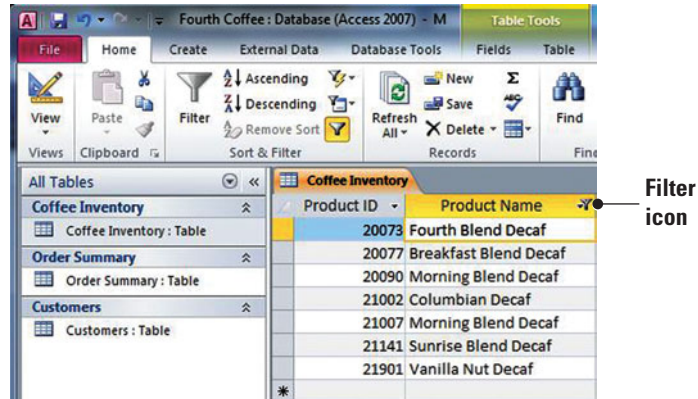 A Fourth Coffee : Database (Access 2007) - M Table Tools
File Home Create External Data Database Tools Fields Table
View Paste Filter Ascending Descending Remove Sort Refresh All New Save Delete Σ ABC Find
Views Clipboard Sort & Filter Records Fin
All Tables «
Coffee Inventory
Coffee Inventory : Table
Order Summary
Order Summary : Table
Customers
Customers : Table
Coffee Inventory
Product ID Product Name
20073 Fourth Blend Decaf
20077 Breakfast Blend Decaf
20090 Morning Blend Decaf
21002 Columbian Decaf
21007 Morning Blend Decaf
21141 Sunrise Blend Decaf
21901 Vanilla Nut Decaf
Filter
icon